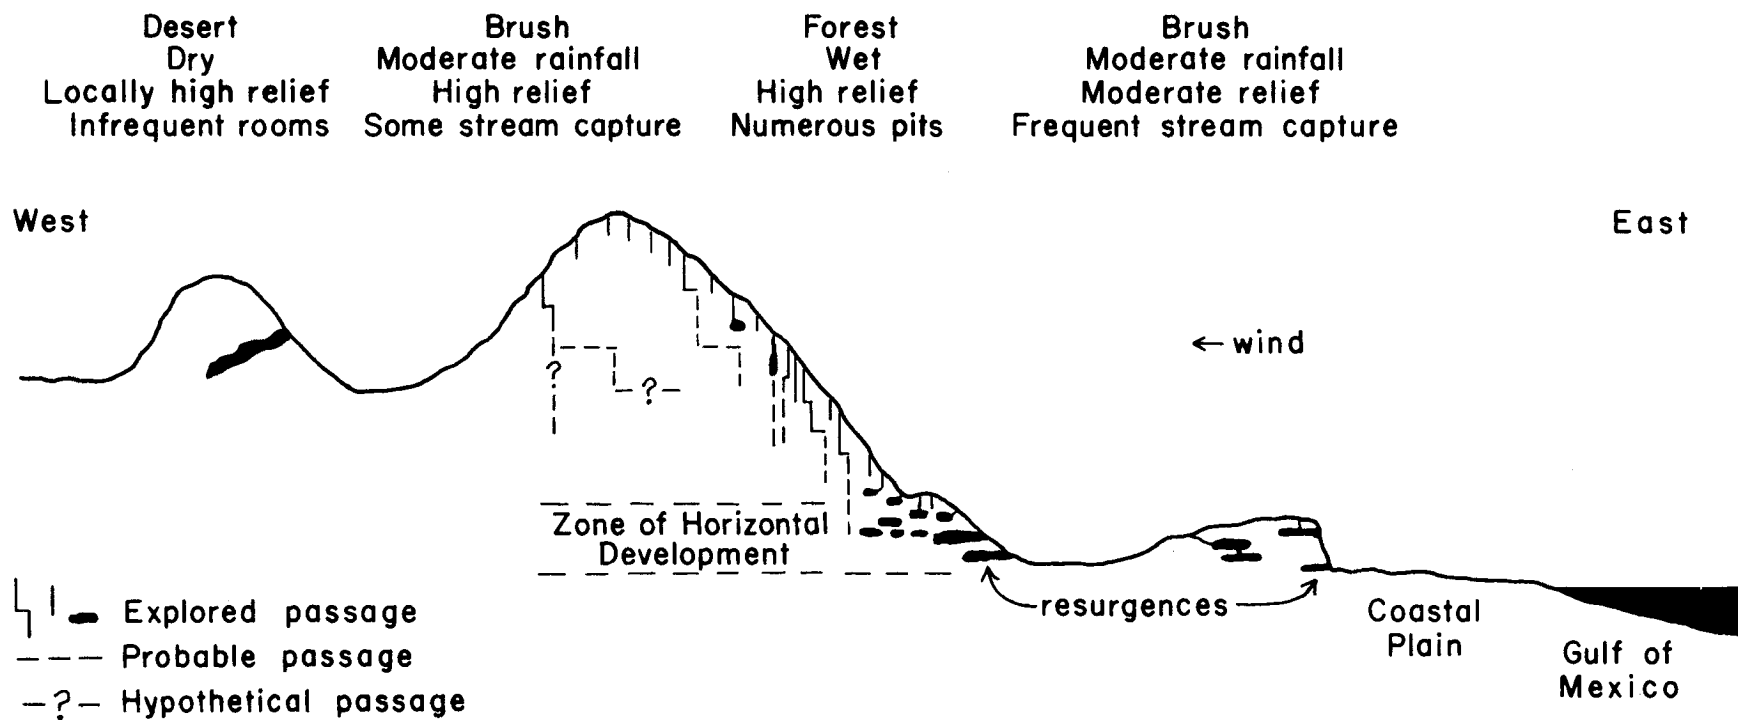 Desert
Dry
Locally high relief
Infrequent rooms
Brush
Moderate rainfall
High relief
Some stream capture
Forest
Wet
High relief
Numerous pits
Brush
Moderate rainfall
Moderate relief
Frequent stream capture
West
East
← wind
?
–?–
Zone of Horizontal
Development
resurgences
Coastal
Plain
Gulf of
Mexico
Explored passage
--- Probable passage
–?– Hypothetical passage